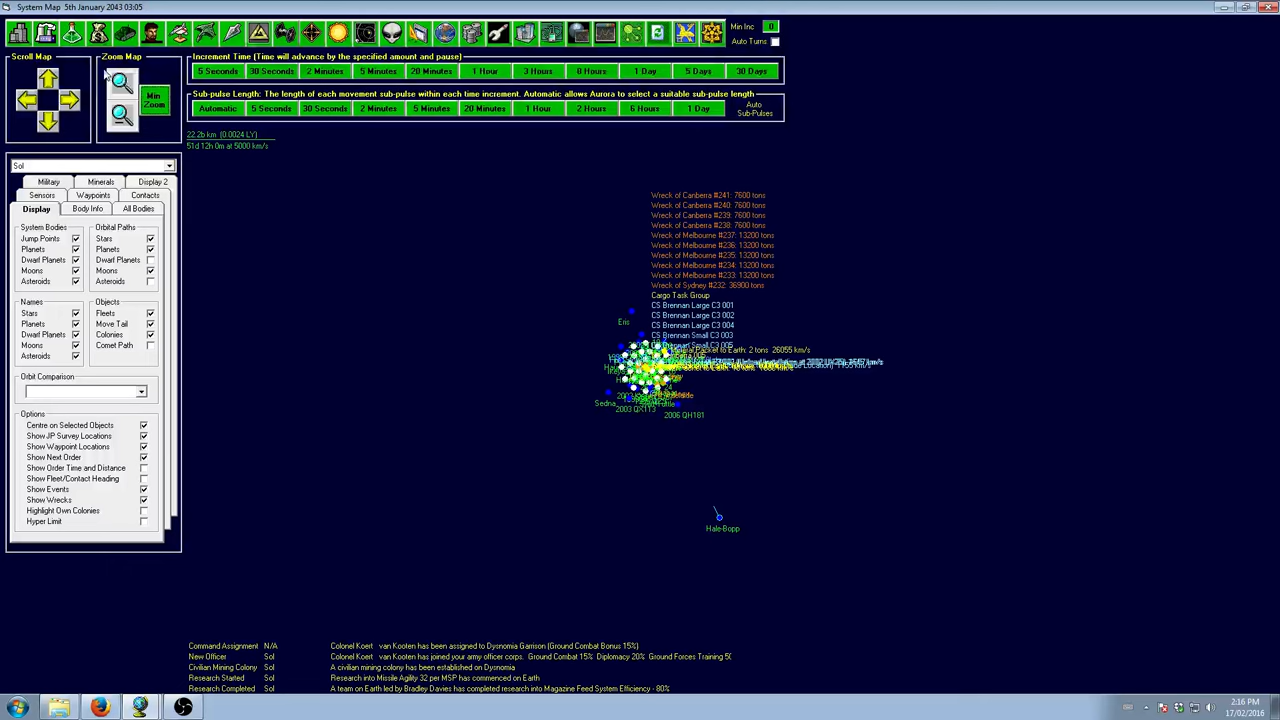 System Map   5th January 2043 03:05
Min Inc 0
Auto Turns
Scroll Map
Zoom Map
Min Zoom
Increment Time (Time will advance by the specified amount and pause)
5 Seconds 30 Seconds 2 Minutes 5 Minutes 20 Minutes 1 Hour 3 Hours 8 Hours 1 Day 5 Days 30 Days
Sub-pulse Length: The length of each movement sub-pulse within each time increment. Automatic allows Aurora to select a suitable sub-pulse length
Automatic 5 Seconds 30 Seconds 2 Minutes 5 Minutes 20 Minutes 1 Hour 2 Hours 6 Hours 1 Day
Auto Sub-Pulses
22.2b km (0.0024 LY)
51d 12h 0m at 5000 km/s
Sol
Military Minerals Display 2
Sensors Waypoints Contacts
Display Body Info All Bodies
System Bodies
Jump Points
Planets
Dwarf Planets
Moons
Asteroids
Orbital Paths
Stars
Planets
Dwarf Planets
Moons
Asteroids
Names
Stars
Planets
Dwarf Planets
Moons
Asteroids
Objects
Fleets
Move Tail
Colonies
Comet Path
Orbit Comparison
Options
Centre on Selected Objects
Show JP Survey Locations
Show Waypoint Locations
Show Next Order
Show Order Time and Distance
Show Fleet/Contact Heading
Show Events
Show Wrecks
Highlight Own Colonies
Hyper Limit
Wreck of Canberra #241: 7600 tons
Wreck of Canberra #240: 7600 tons
Wreck of Canberra #239: 7600 tons
Wreck of Canberra #238: 7600 tons
Wreck of Melbourne #237: 13200 tons
Wreck of Melbourne #236: 13200 tons
Wreck of Melbourne #235: 13200 tons
Wreck of Melbourne #234: 13200 tons
Wreck of Melbourne #233: 13200 tons
Wreck of Sydney #232: 36900 tons
Cargo Task Group
CS Brennan Large C3 001
CS Brennan Large C3 002
CS Brennan Large C3 004
CS Brennan Small C3 003
CS Brennan Small C3 005
Packet to Earth: 2 tons 26055 km/s
Eris
Sedna
2003 QX113
2006 QH181
Hale-Bopp
Command Assignment N/A Colonel Koert van Kooten has been assigned to Dysnomia Garrison (Ground Combat Bonus 15%)
New Officer Sol Colonel Koert van Kooten has joined your army officer corps. Ground Combat 15% Diplomacy 20% Ground Forces Training 50
Civilian Mining Colony Sol A civilian mining colony has been established on Dysnomia
Research Started Sol Research into Missile Agility 32 per MSP has commenced on Earth
Research Completed Sol A team on Earth led by Bradley Davies has completed research into Magazine Feed System Efficiency - 80%
2:16 PM
17/02/2016